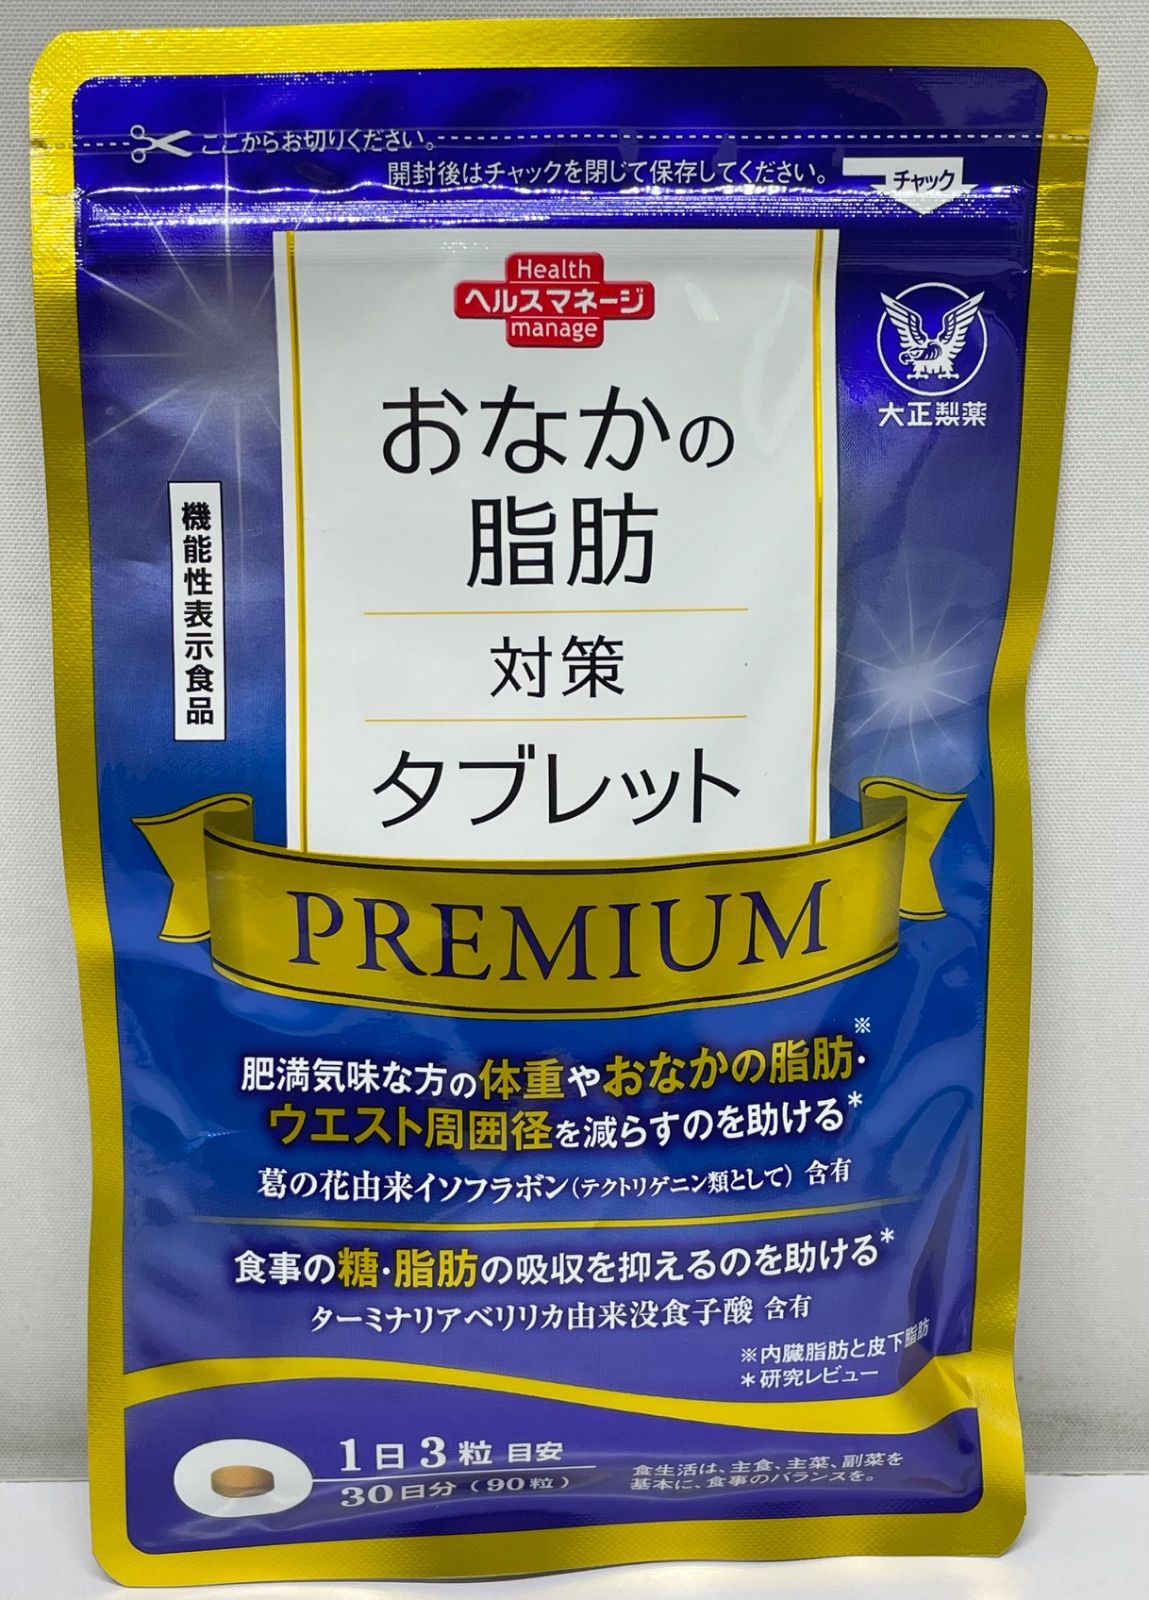 ここからお切りください。
開封後はチャックを閉じて保存してください。
チャック
Health
ヘルスマネージ
manage
大正製薬
おなかの
脂肪
対策
タブレット
機能性表示食品
PREMIUM
肥満気味な方の体重やおなかの脂肪※・
ウエスト周囲径を減らすのを助ける*
葛の花由来イソフラボン(テクトリゲニン類として)含有
食事の糖・脂肪の吸収を抑えるのを助ける*
ターミナリアベリリカ由来没食子酸 含有
※内臓脂肪と皮下脂肪
*研究レビュー
1日3粒 目安
30日分(90粒)
食生活は、主食、主菜、副菜を
基本に、食事のバランスを。